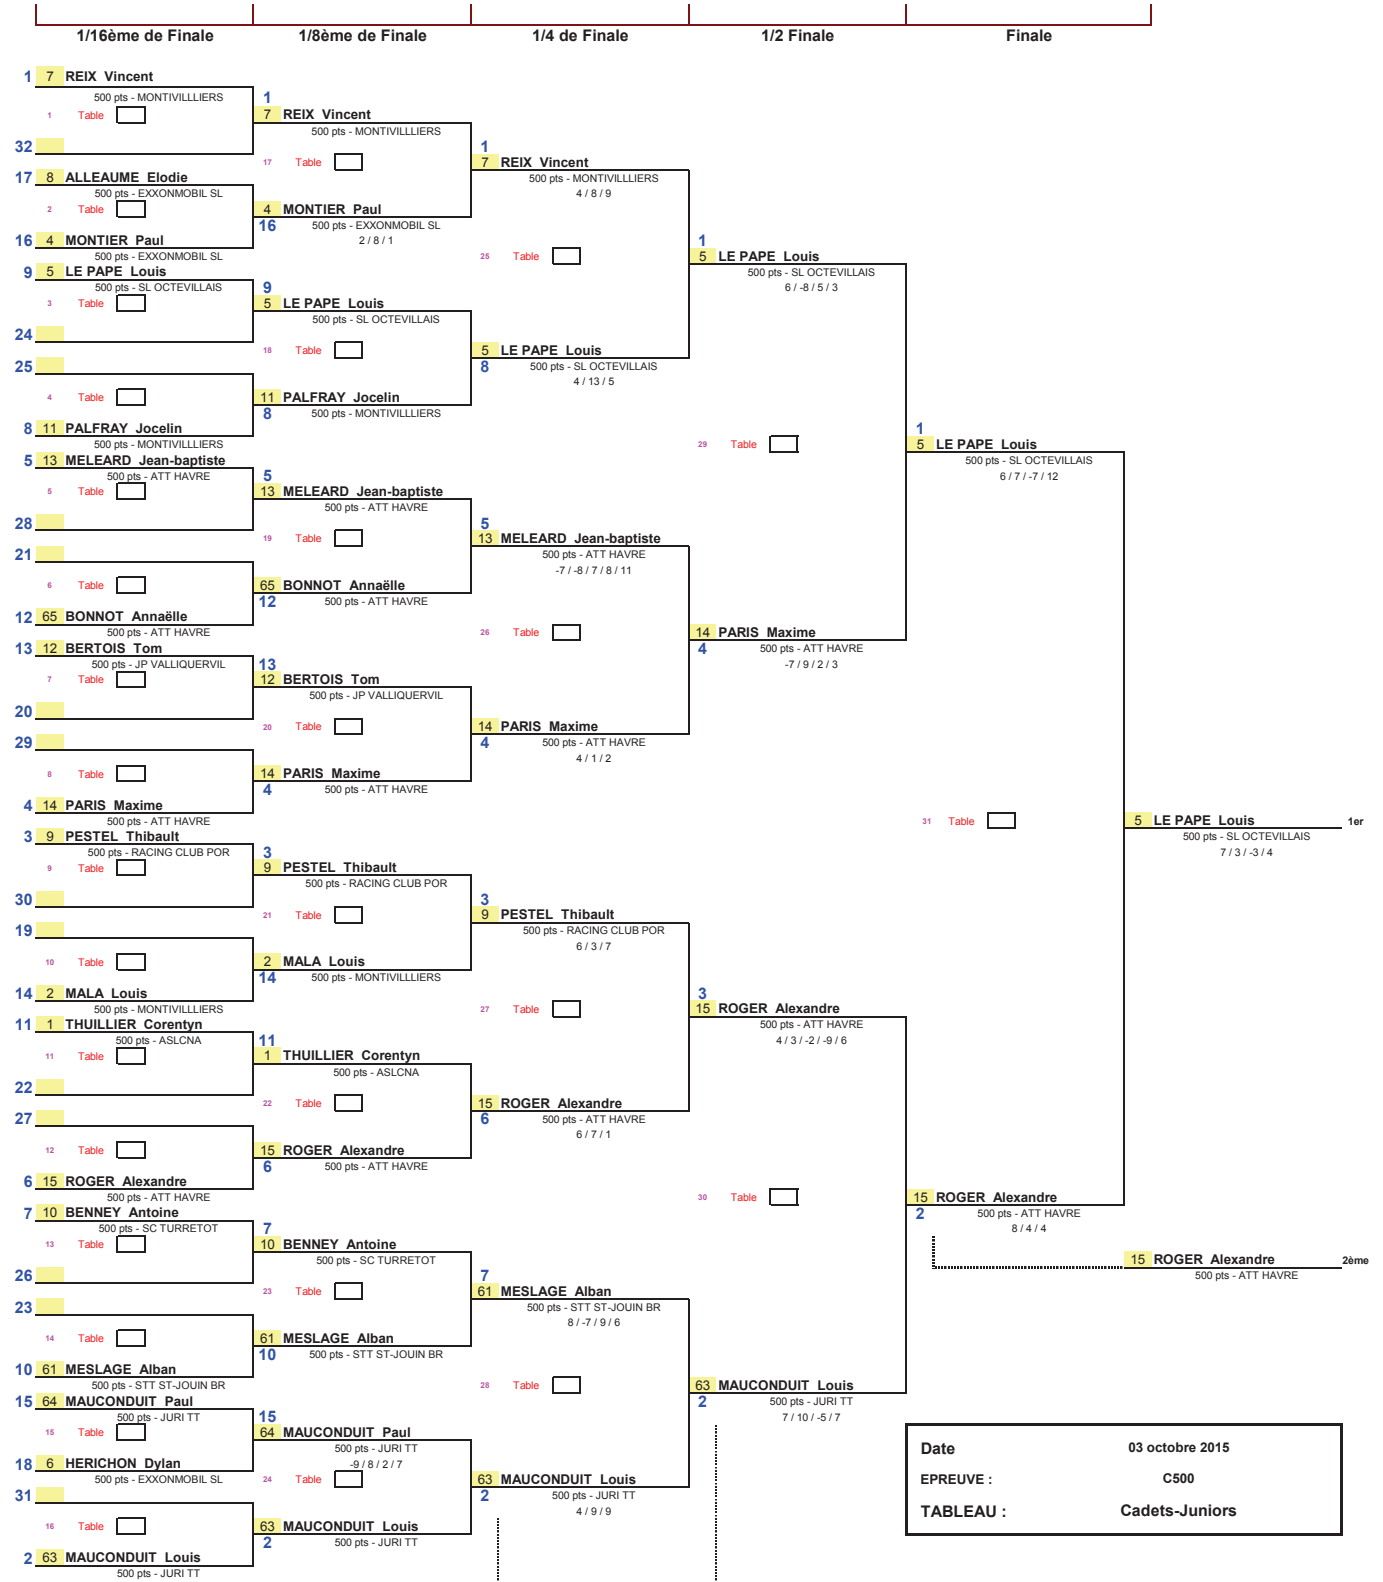 1/16ème de Finale
1/8ème de Finale
1/4 de Finale
1/2 Finale
Finale
1 7 REIX Vincent
500 pts - MONTIVILLLIERS
1 Table
32
17 8 ALLEAUME Elodie
500 pts - EXXONMOBIL SL
2 Table
16 4 MONTIER Paul
500 pts - EXXONMOBIL SL
9 5 LE PAPE Louis
500 pts - SL OCTEVILLAIS
3 Table
24
25
4 Table
8 11 PALFRAY Jocelin
500 pts - MONTIVILLLIERS
5 13 MELEARD Jean-baptiste
500 pts - ATT HAVRE
5 Table
28
21
6 Table
12 65 BONNOT Annaëlle
500 pts - ATT HAVRE
13 12 BERTOIS Tom
500 pts - JP VALLIQUERVIL
7 Table
20
29
8 Table
4 14 PARIS Maxime
500 pts - ATT HAVRE
3 9 PESTEL Thibault
500 pts - RACING CLUB POR
9 Table
30
19
10 Table
14 2 MALA Louis
500 pts - MONTIVILLLIERS
11 1 THUILLIER Corentyn
500 pts - ASLCNA
11 Table
22
27
12 Table
6 15 ROGER Alexandre
500 pts - ATT HAVRE
7 10 BENNEY Antoine
500 pts - SC TURRETOT
13 Table
26
23
14 Table
10 61 MESLAGE Alban
500 pts - STT ST-JOUIN BR
15 64 MAUCONDUIT Paul
500 pts - JURI TT
15 Table
18 6 HERICHON Dylan
500 pts - EXXONMOBIL SL
31
16 Table
2 63 MAUCONDUIT Louis
500 pts - JURI TT
1
7 REIX Vincent
500 pts - MONTIVILLLIERS
17 Table
4 MONTIER Paul
16 500 pts - EXXONMOBIL SL
2 / 8 / 1
9
5 LE PAPE Louis
500 pts - SL OCTEVILLAIS
18 Table
11 PALFRAY Jocelin
8 500 pts - MONTIVILLLIERS
5
13 MELEARD Jean-baptiste
500 pts - ATT HAVRE
19 Table
65 BONNOT Annaëlle
12 500 pts - ATT HAVRE
13
12 BERTOIS Tom
500 pts - JP VALLIQUERVIL
20 Table
14 PARIS Maxime
4 500 pts - ATT HAVRE
3
9 PESTEL Thibault
500 pts - RACING CLUB POR
21 Table
2 MALA Louis
14 500 pts - MONTIVILLLIERS
11
1 THUILLIER Corentyn
500 pts - ASLCNA
22 Table
15 ROGER Alexandre
6 500 pts - ATT HAVRE
7
10 BENNEY Antoine
500 pts - SC TURRETOT
23 Table
61 MESLAGE Alban
10 500 pts - STT ST-JOUIN BR
15
64 MAUCONDUIT Paul
500 pts - JURI TT
-9 / 8 / 2 / 7
24 Table
63 MAUCONDUIT Louis
2 500 pts - JURI TT
1
7 REIX Vincent
500 pts - MONTIVILLLIERS
4 / 8 / 9
25 Table
5 LE PAPE Louis
8 500 pts - SL OCTEVILLAIS
4 / 13 / 5
5
13 MELEARD Jean-baptiste
500 pts - ATT HAVRE
-7 / -8 / 7 / 8 / 11
26 Table
14 PARIS Maxime
4 500 pts - ATT HAVRE
4 / 1 / 2
3
9 PESTEL Thibault
500 pts - RACING CLUB POR
6 / 3 / 7
27 Table
15 ROGER Alexandre
6 500 pts - ATT HAVRE
6 / 7 / 1
7
61 MESLAGE Alban
500 pts - STT ST-JOUIN BR
8 / -7 / 9 / 6
28 Table
63 MAUCONDUIT Louis
2 500 pts - JURI TT
4 / 9 / 9
1
5 LE PAPE Louis
500 pts - SL OCTEVILLAIS
6 / -8 / 5 / 3
29 Table
14 PARIS Maxime
4 500 pts - ATT HAVRE
-7 / 9 / 2 / 3
3
15 ROGER Alexandre
500 pts - ATT HAVRE
4 / 3 / -2 / -9 / 6
30 Table
63 MAUCONDUIT Louis
2 500 pts - JURI TT
7 / 10 / -5 / 7
1
5 LE PAPE Louis
500 pts - SL OCTEVILLAIS
6 / 7 / -7 / 12
31 Table
15 ROGER Alexandre
2 500 pts - ATT HAVRE
8 / 4 / 4
5 LE PAPE Louis 1er
500 pts - SL OCTEVILLAIS
7 / 3 / -3 / 4
15 ROGER Alexandre 2ème
500 pts - ATT HAVRE
Date 03 octobre 2015
EPREUVE : C500
TABLEAU : Cadets-Juniors